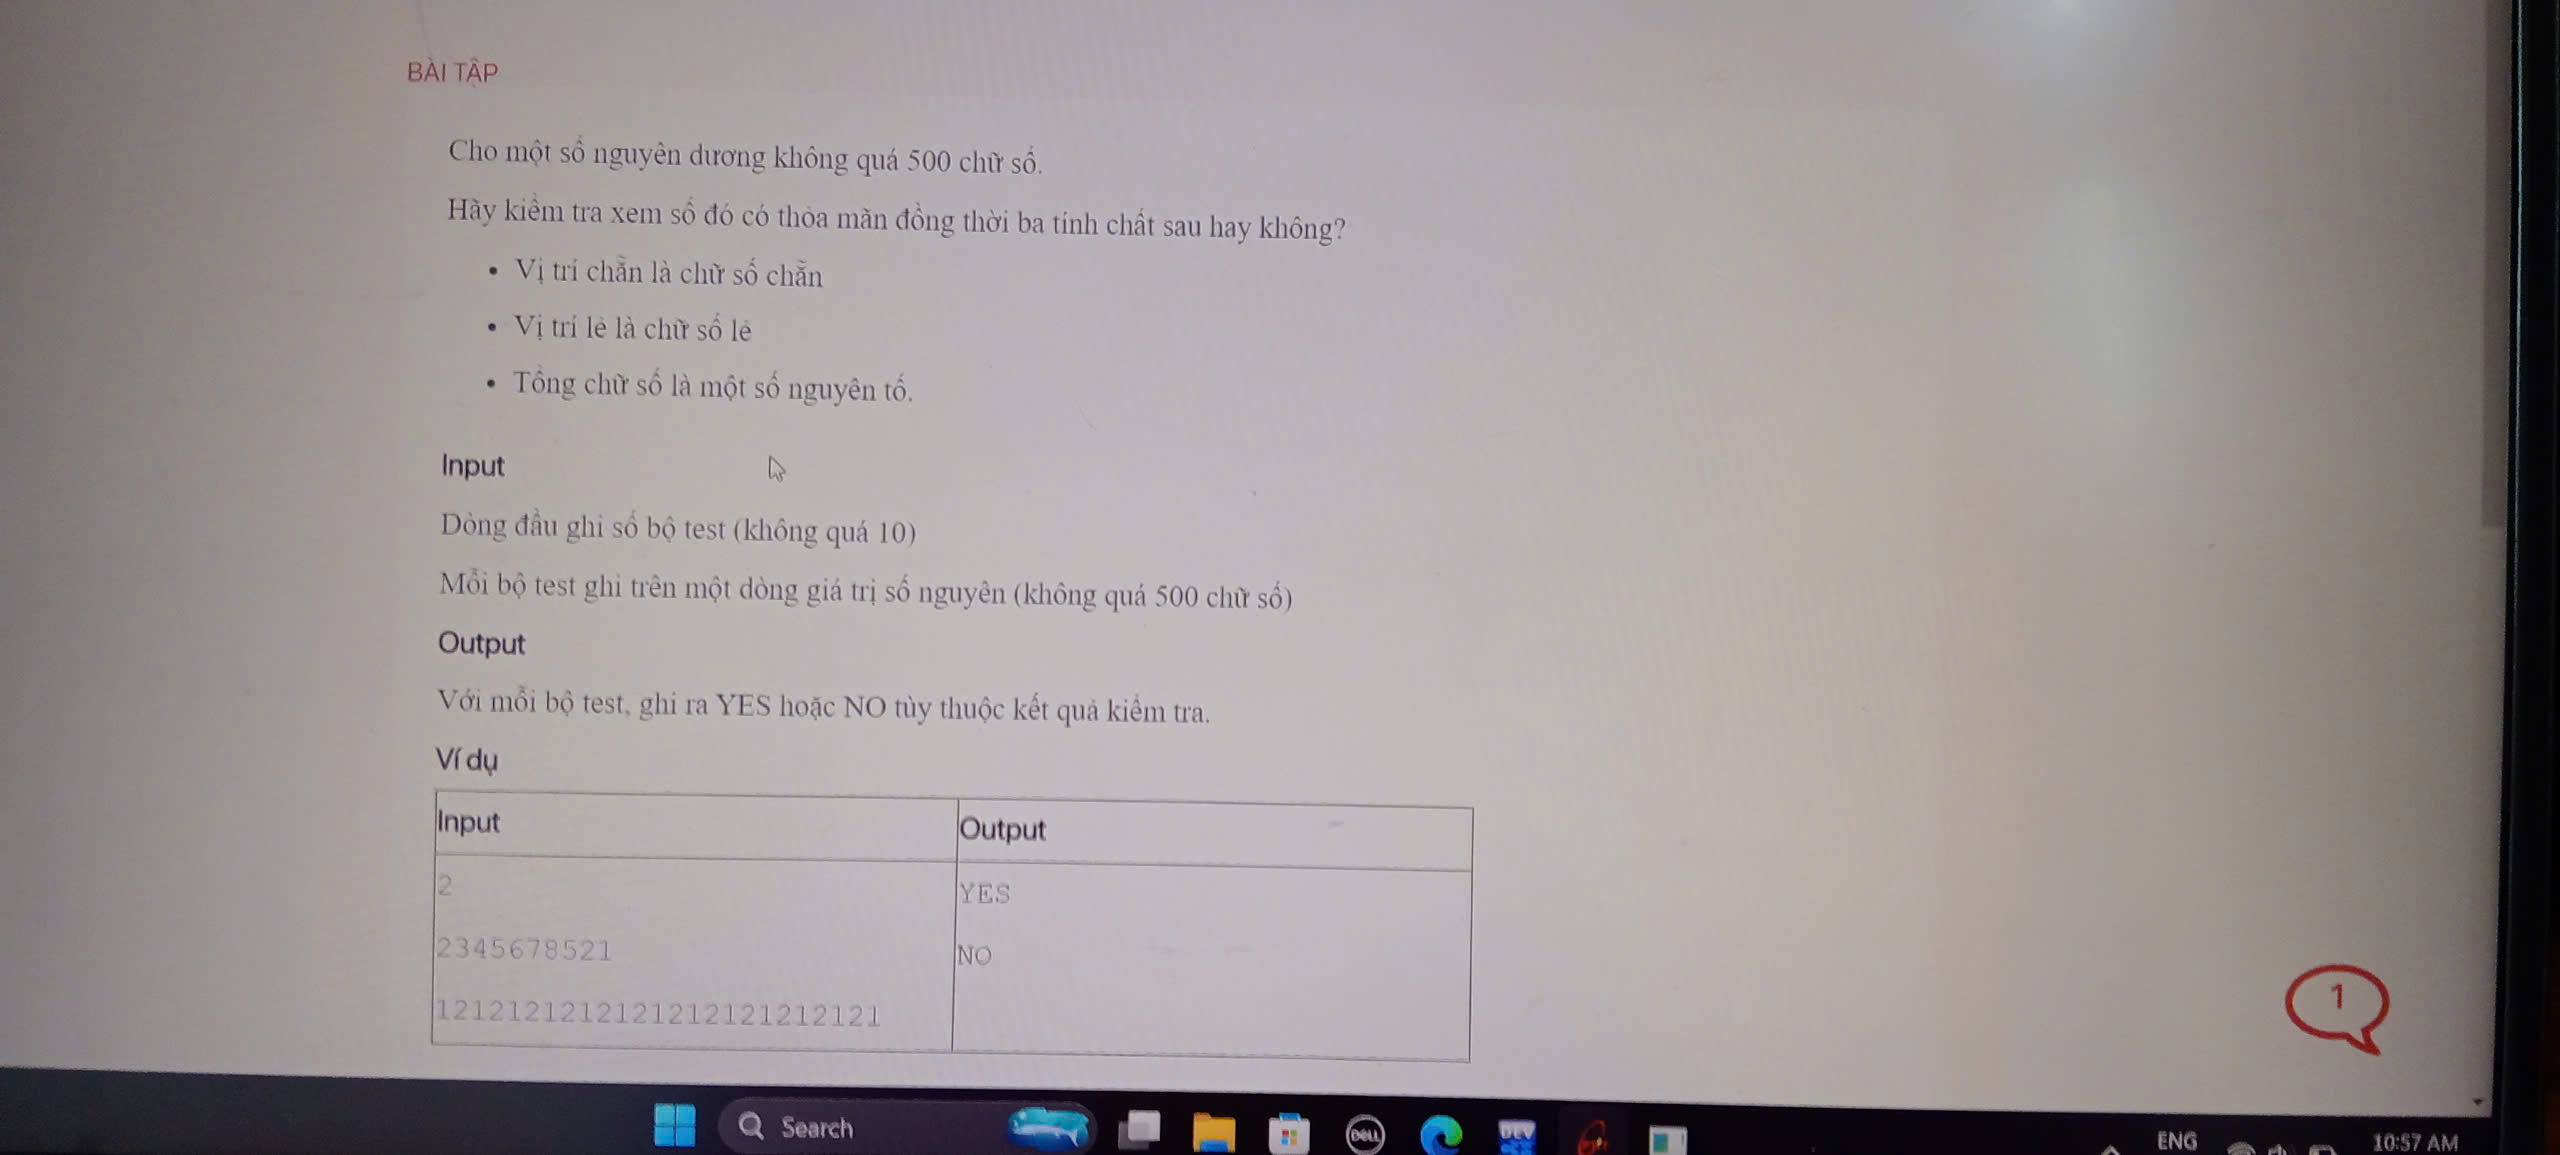 BÀI TẬP
Cho một số nguyên dương không quá 500 chữ số.
Hãy kiểm tra xem số đó có thỏa mãn đồng thời ba tính chất sau hay không?
• Vị trí chẵn là chữ số chẵn
• Vị trí lẻ là chữ số lẻ
• Tổng chữ số là một số nguyên tố.
Input
Dòng đầu ghi số bộ test (không quá 10)
Mỗi bộ test ghi trên một dòng giá trị số nguyên (không quá 500 chữ số)
Output
Với mỗi bộ test, ghi ra YES hoặc NO tùy thuộc kết quả kiểm tra.
Ví dụ
Input Output
2 YES
2345678521 NO
1212121212121212121212121
1
Search
DELL
DEV
ENG
10:57 AM